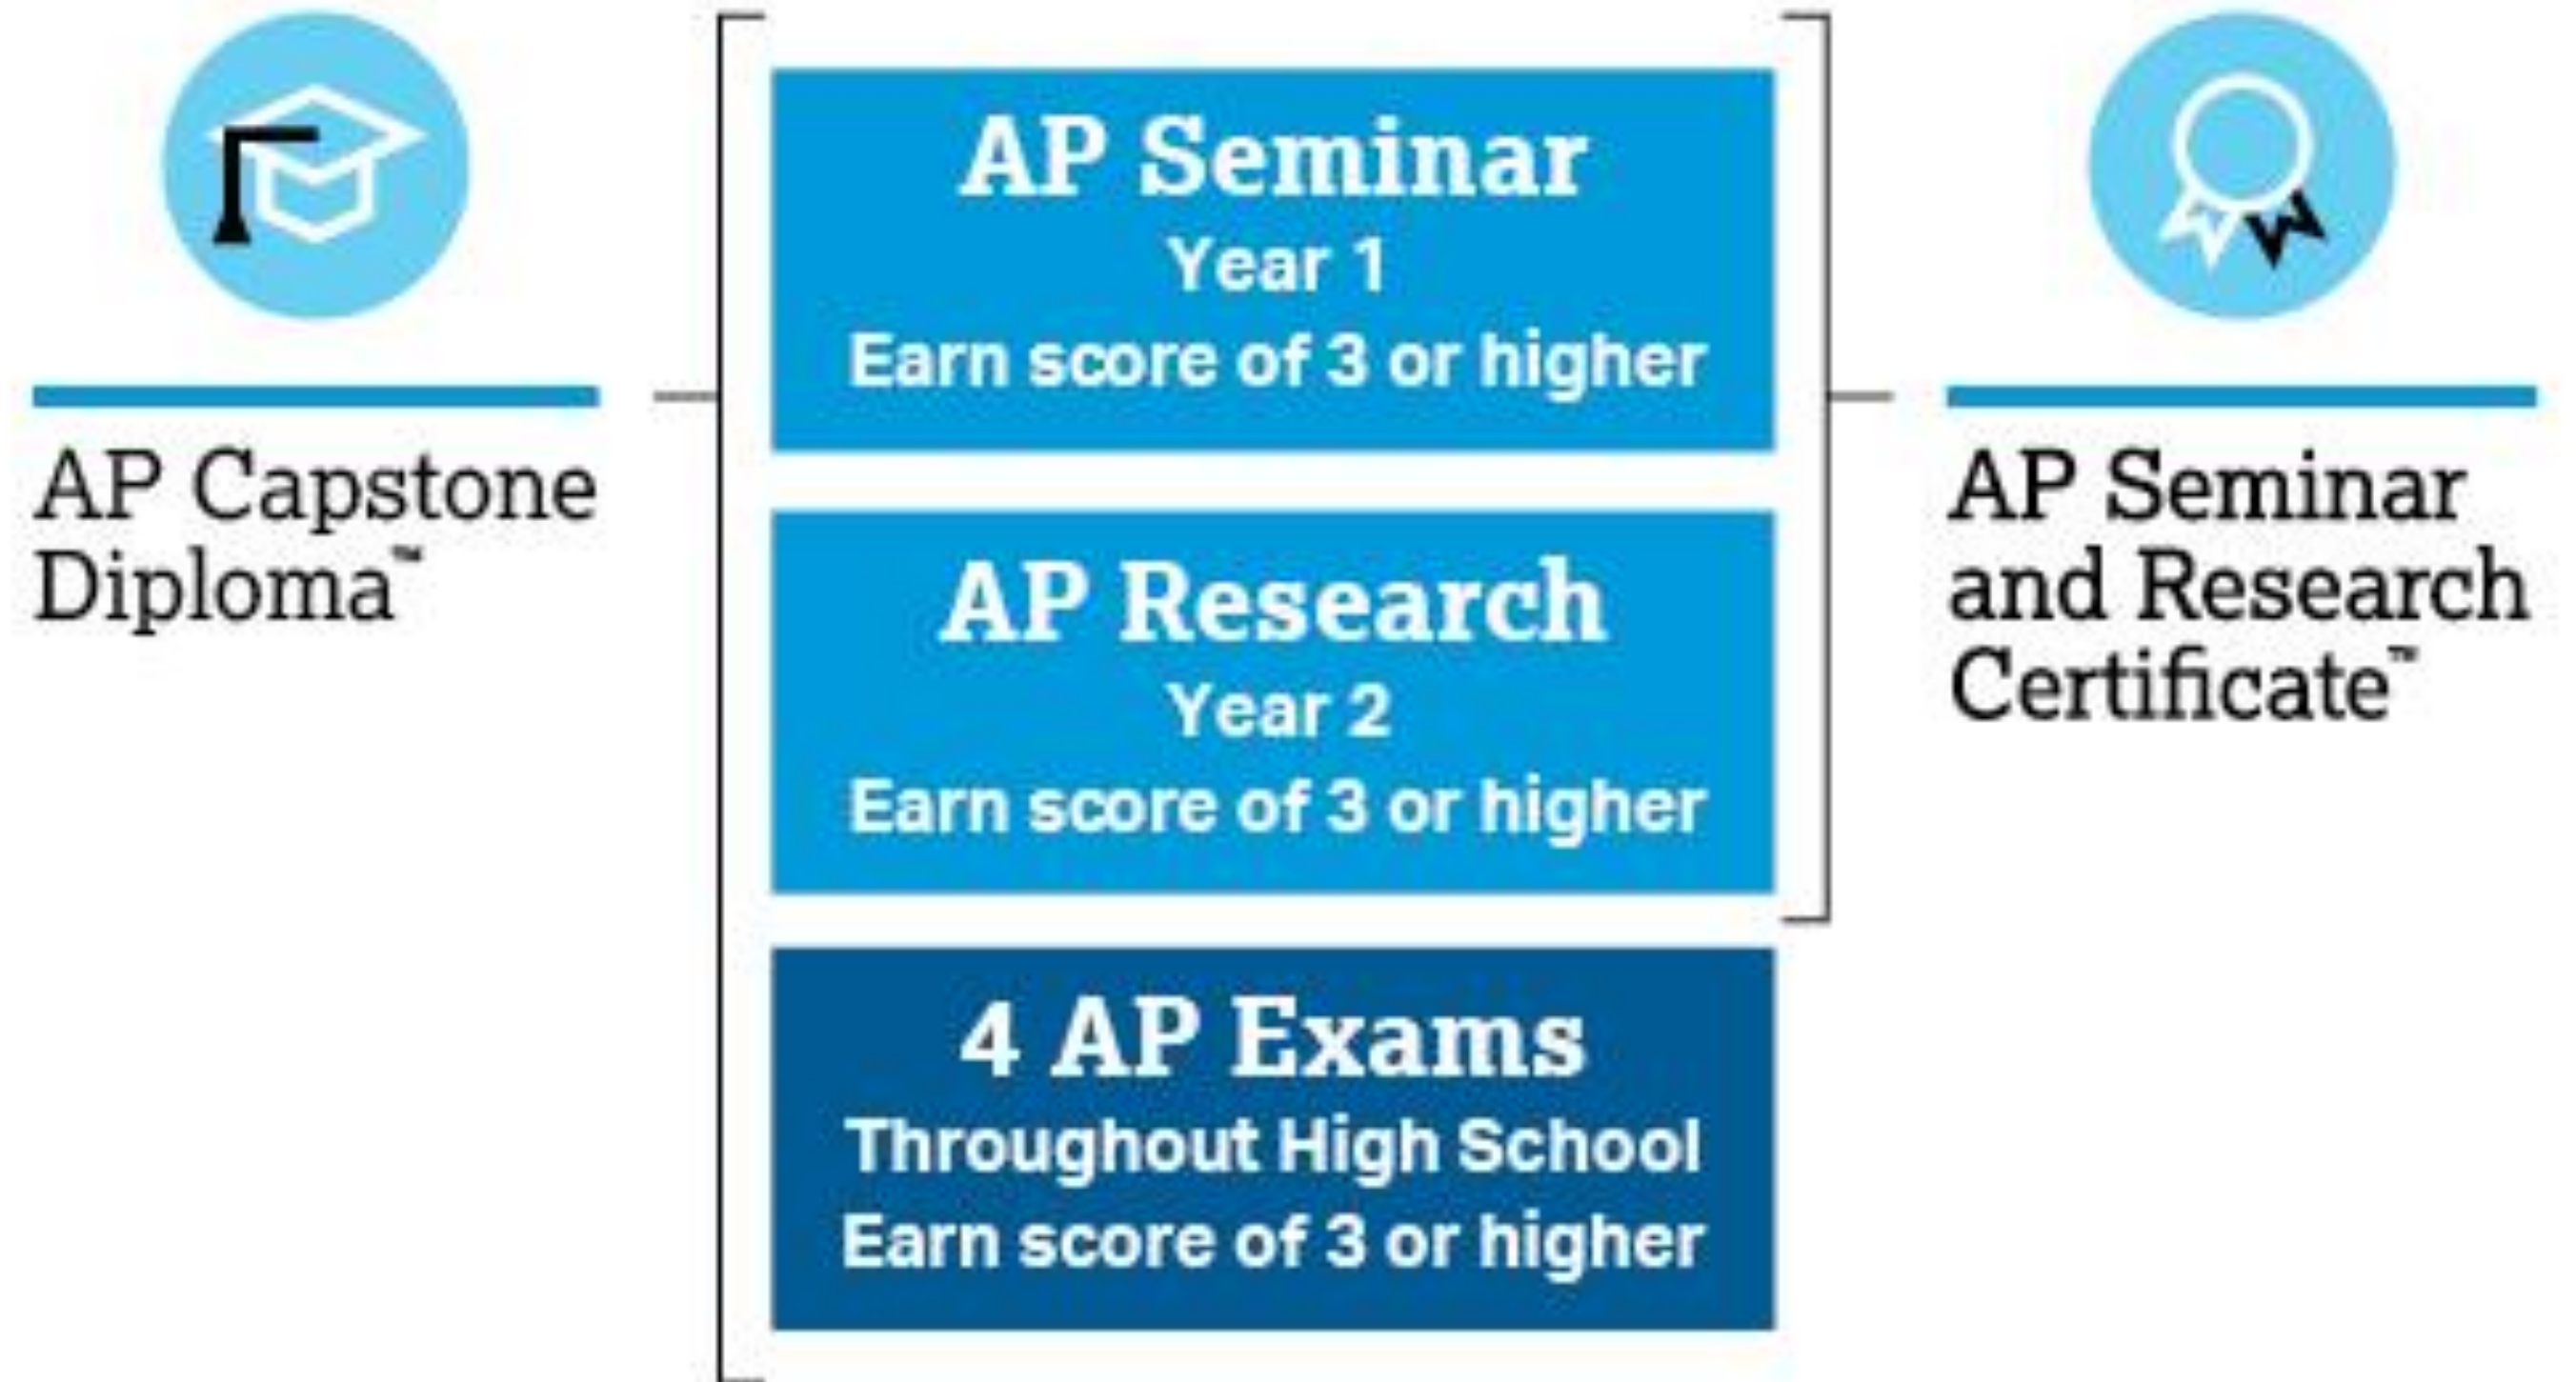 AP Capstone
Diploma™
AP Seminar
Year 1
Earn score of 3 or higher
AP Research
Year 2
Earn score of 3 or higher
4 AP Exams
Throughout High School
Earn score of 3 or higher
AP Seminar
and Research
Certificate™